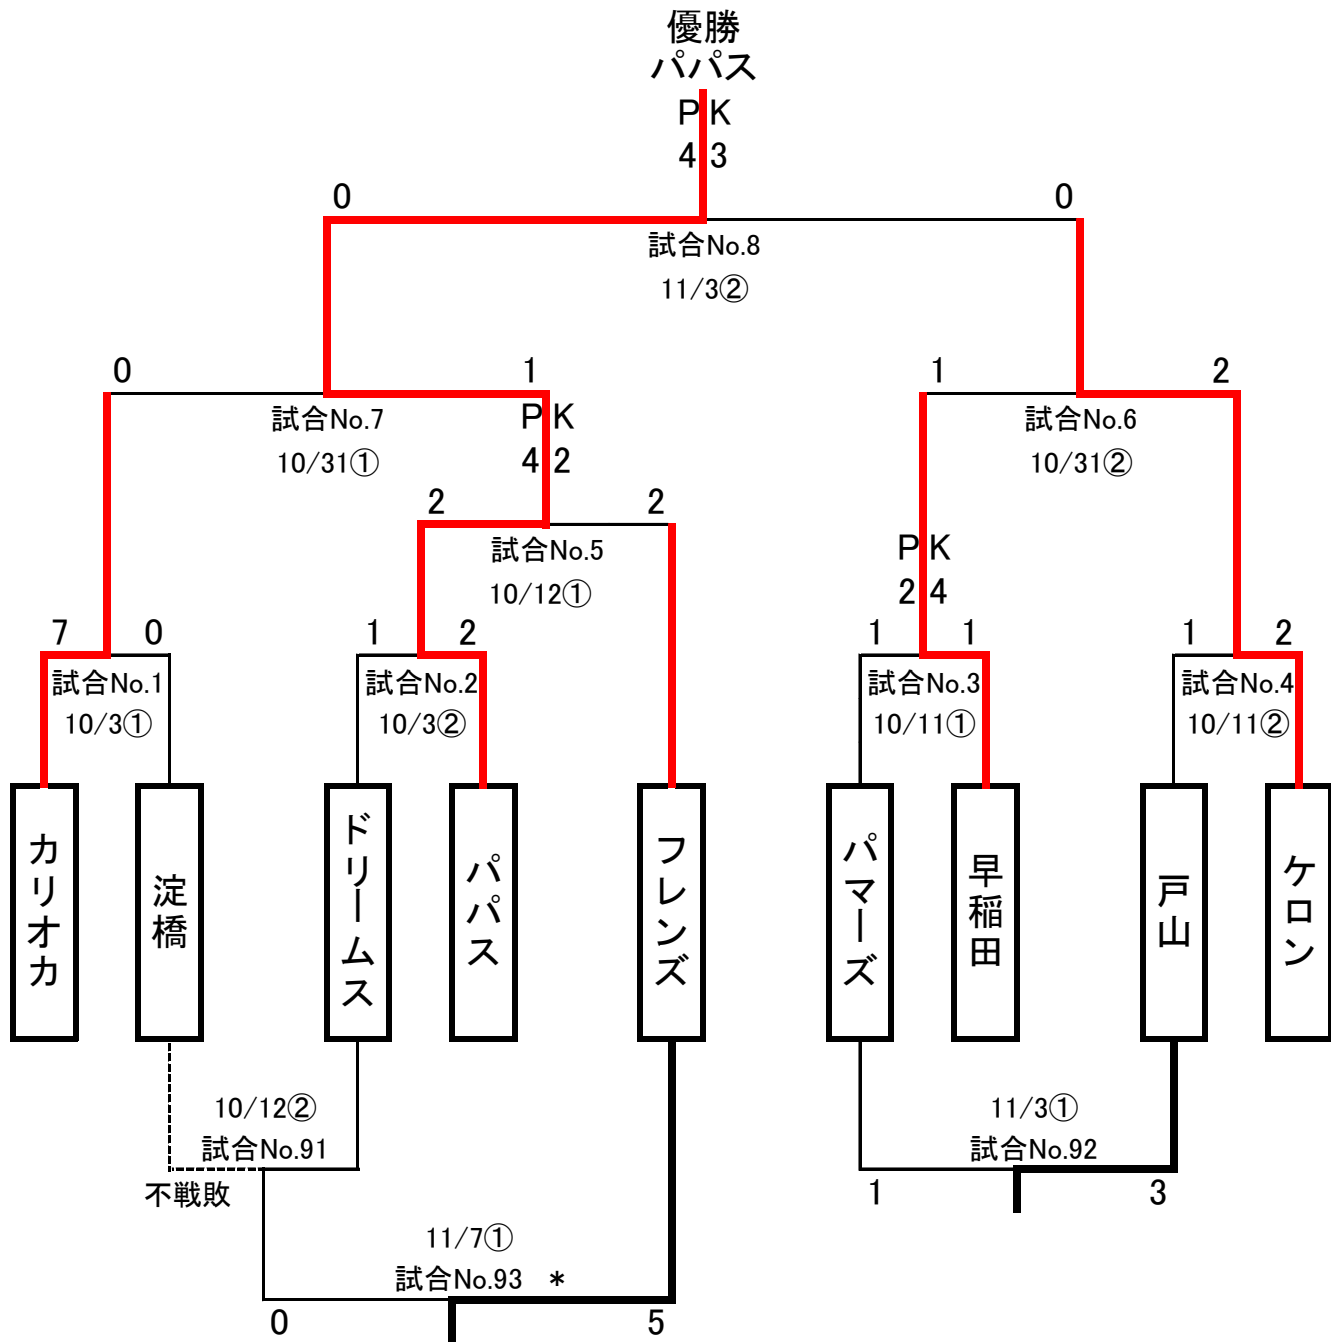 優勝
パパス
PK
4 3
0 0
試合No.8
11/3②
0 1 1 2
試合No.7 PK 試合No.6
10/31① 4 2 10/31②
2 2
試合No.5 PK
10/12① 2 4
7 0 1 2 1 1 1 2
試合No.1 試合No.2 試合No.3 試合No.4
10/3① 10/3② 10/11① 10/11②
カリオカ
淀橋
ドリームス
パパス
フレンズ
パマーズ
早稲田
戸山
ケロン
10/12② 11/3①
試合No.91 試合No.92
不戦敗 1 3
11/7①
試合No.93 *
0 5